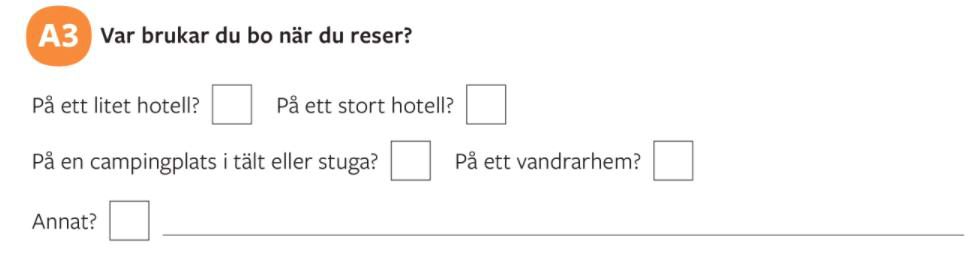 A3 Var brukar du bo när du reser?
På ett litet hotell? På ett stort hotell?
På en campingplats i tält eller stuga? På ett vandrarhem?
Annat?